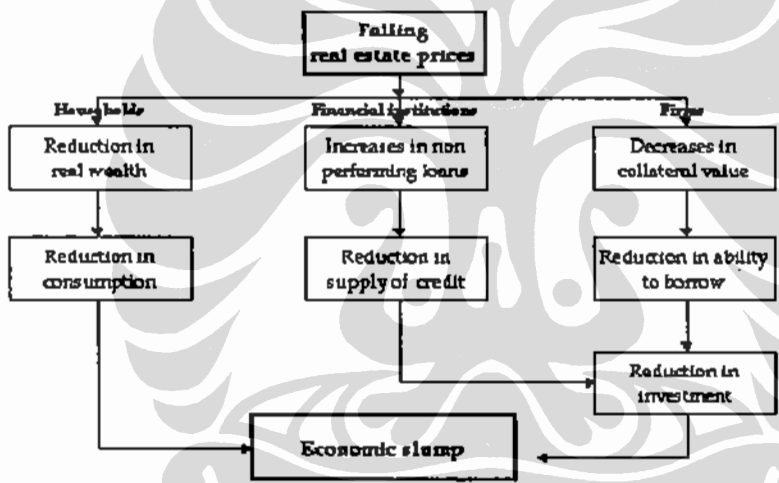 Falling
real estate prices
Households
Financial institutions
Firms
Reduction in
real wealth
Increases in non
performing loans
Decreases in
collateral value
Reduction in
consumption
Reduction in
supply of credit
Reduction in ability
to borrow
Reduction in
investment
Economic slump